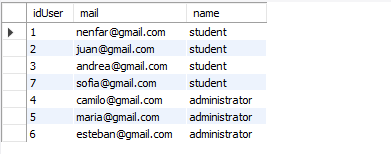 idUser mail name
1 nenfar@gmail.com student
2 juan@gmail.com student
3 andrea@gmail.com student
7 sofia@gmail.com student
4 camilo@gmail.com administrator
5 maria@gmail.com administrator
6 esteban@gmail.com administrator